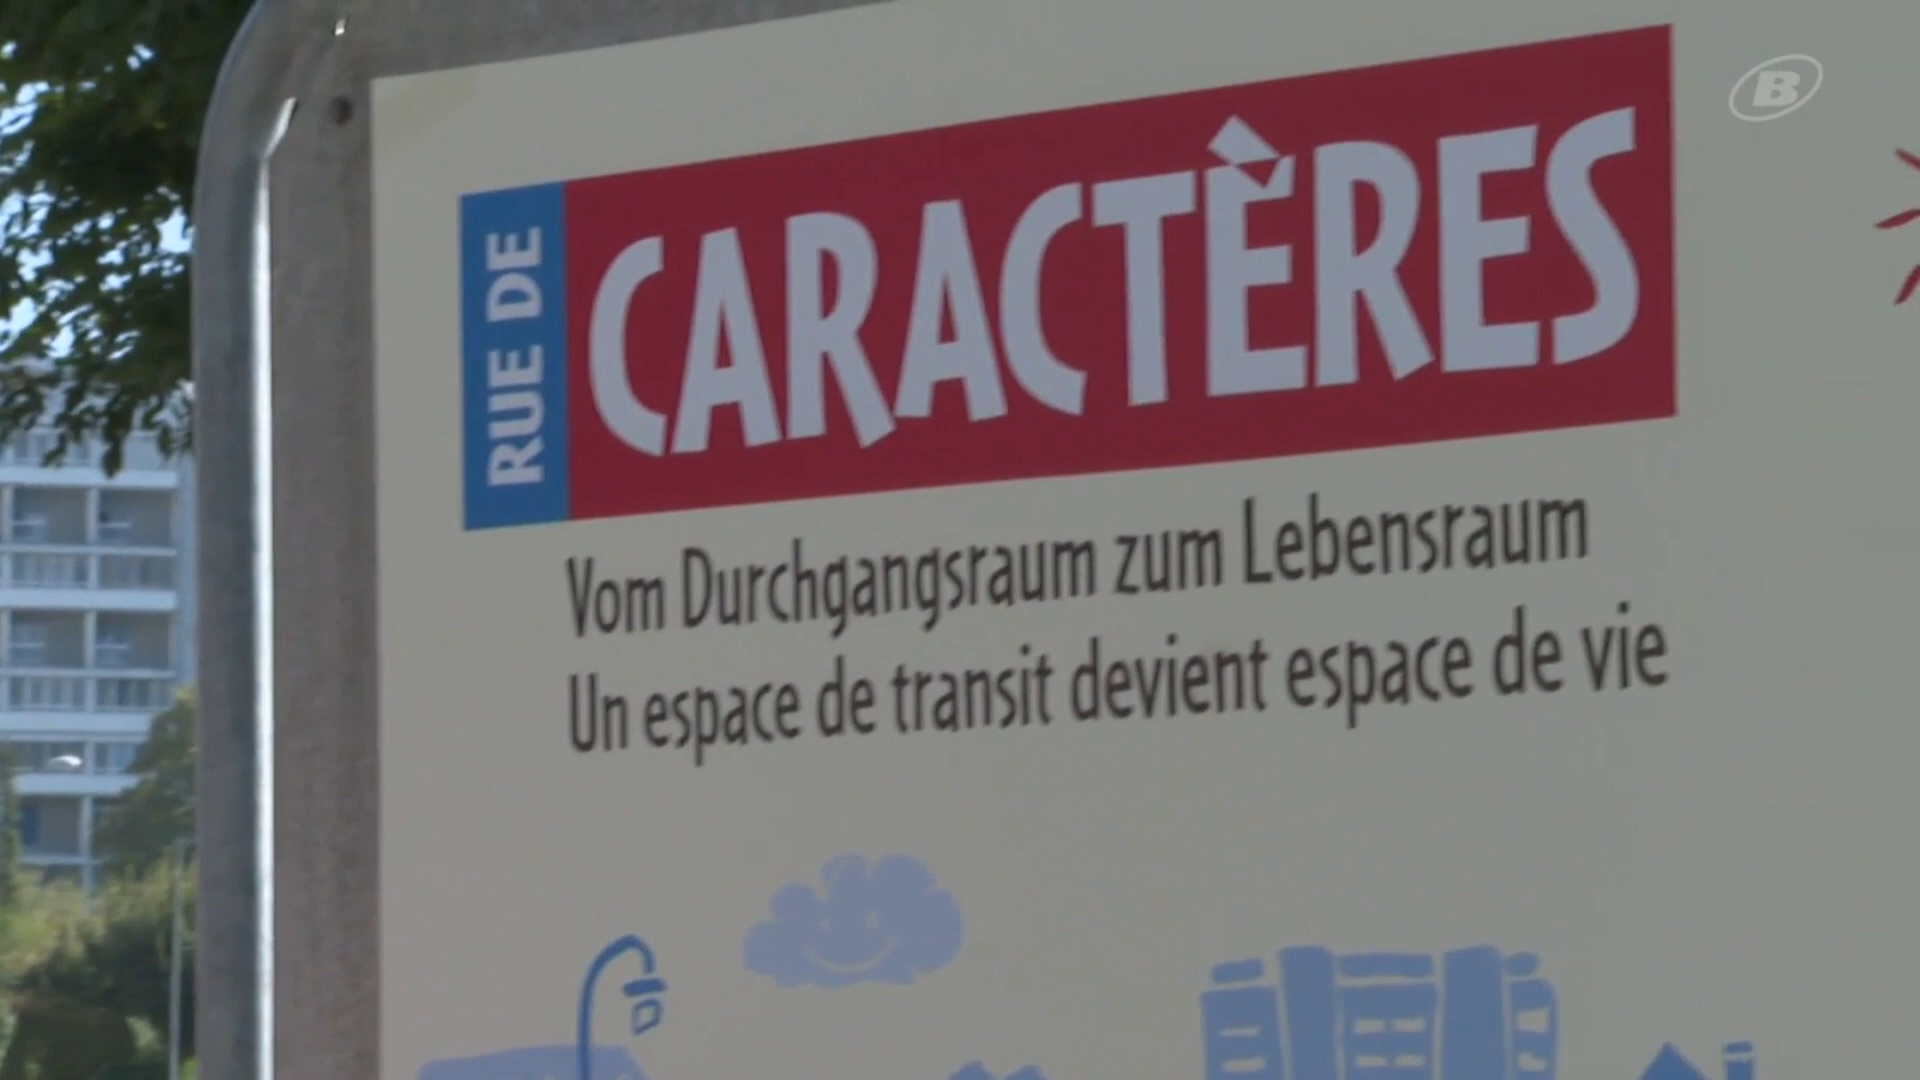 RUE DE
CARACTÈRES
Vom Durchgangsraum zum Lebensraum
Un espace de transit devient espace de vie
B